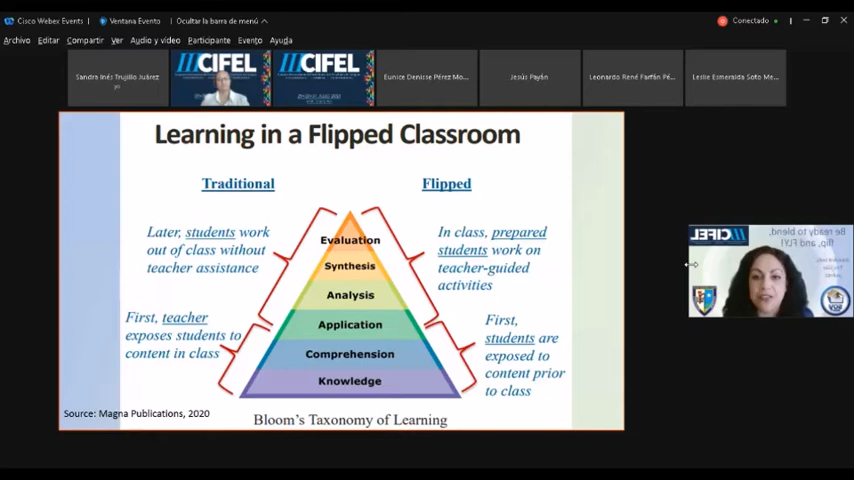 Cisco Webex Events
Ventana Evento
Ocultar la barra de menú
Conectado
Archivo Editar Compartir Ver Audio y vídeo Participante Evento Ayuda
Sandra Inés Trujillo Juárez
yo
CIFEL
CIFEL
Eunice Denisse Pérez Mo...
Jesús Payán
Leonardo René Farfán Pé...
Leslie Esmeralda Soto Me...
Learning in a Flipped Classroom
Traditional
Flipped
Later, students work
out of class without
teacher assistance
First, teacher
exposes students to
content in class
Evaluation
Synthesis
Analysis
Application
Comprehension
Knowledge
In class, prepared
students work on
teacher-guided
activities
First,
students are
exposed to
content prior
to class
Source: Magna Publications, 2020
Bloom's Taxonomy of Learning
CIFEL
Be ready to blend,
flip, and FLY!